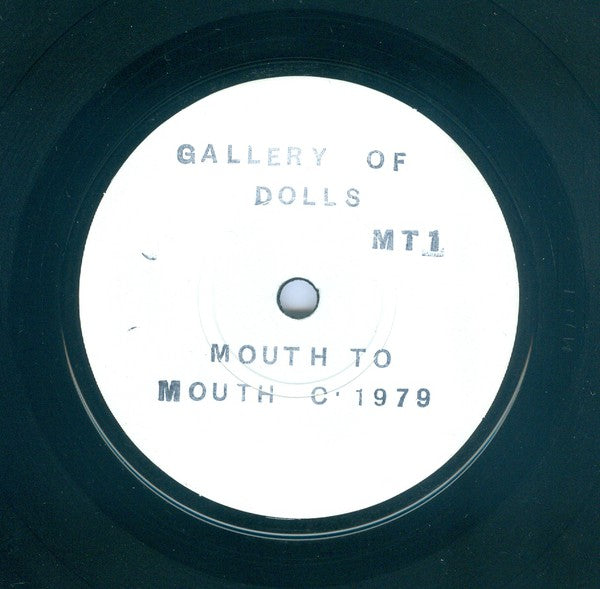 GALLERY OF
DOLLS
MT1
MOUTH TO
MOUTH C· 1979